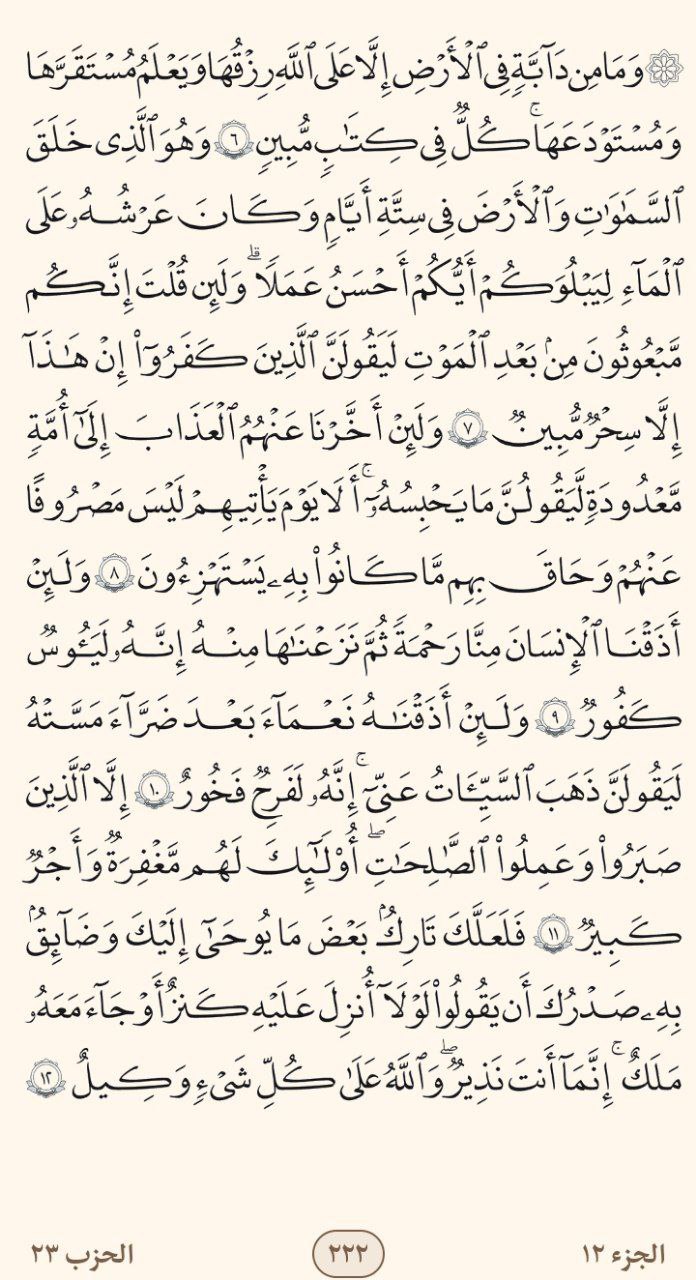 ۞ وَمَا مِن دَآبَّةٍ فِى ٱلْأَرْضِ إِلَّا عَلَى ٱللَّهِ رِزْقُهَا وَيَعْلَمُ مُسْتَقَرَّهَا
وَمُسْتَوْدَعَهَا ۚ كُلٌّ فِى كِتَٰبٍ مُّبِينٍ ٦ وَهُوَ ٱلَّذِى خَلَقَ
ٱلسَّمَٰوَٰتِ وَٱلْأَرْضَ فِى سِتَّةِ أَيَّامٍ وَكَانَ عَرْشُهُۥ عَلَى
ٱلْمَآءِ لِيَبْلُوَكُمْ أَيُّكُمْ أَحْسَنُ عَمَلًا ۗ وَلَئِن قُلْتَ إِنَّكُم
مَّبْعُوثُونَ مِنۢ بَعْدِ ٱلْمَوْتِ لَيَقُولَنَّ ٱلَّذِينَ كَفَرُوٓا۟ إِنْ هَٰذَآ
إِلَّا سِحْرٌ مُّبِينٌ ٧ وَلَئِنْ أَخَّرْنَا عَنْهُمُ ٱلْعَذَابَ إِلَىٰٓ أُمَّةٍ
مَّعْدُودَةٍ لَّيَقُولُنَّ مَا يَحْبِسُهُۥٓ ۗ أَلَا يَوْمَ يَأْتِيهِمْ لَيْسَ مَصْرُوفًا
عَنْهُمْ وَحَاقَ بِهِم مَّا كَانُوا۟ بِهِۦ يَسْتَهْزِءُونَ ٨ وَلَئِنْ
أَذَقْنَا ٱلْإِنسَٰنَ مِنَّا رَحْمَةً ثُمَّ نَزَعْنَٰهَا مِنْهُ إِنَّهُۥ لَيَـُٔوسٌ
كَفُورٌ ٩ وَلَئِنْ أَذَقْنَٰهُ نَعْمَآءَ بَعْدَ ضَرَّآءَ مَسَّتْهُ
لَيَقُولَنَّ ذَهَبَ ٱلسَّيِّـَٔاتُ عَنِّىٓ ۚ إِنَّهُۥ لَفَرِحٌ فَخُورٌ ١٠ إِلَّا ٱلَّذِينَ
صَبَرُوا۟ وَعَمِلُوا۟ ٱلصَّٰلِحَٰتِ ۖ أُو۟لَٰٓئِكَ لَهُم مَّغْفِرَةٌ وَأَجْرٌ
كَبِيرٌ ١١ فَلَعَلَّكَ تَارِكٌۢ بَعْضَ مَا يُوحَىٰٓ إِلَيْكَ وَضَآئِقٌۢ
بِهِۦ صَدْرُكَ أَن يَقُولُوا۟ لَوْلَآ أُنزِلَ عَلَيْهِ كَنزٌ أَوْ جَآءَ مَعَهُۥ
مَلَكٌ ۚ إِنَّمَآ أَنتَ نَذِيرٌ ۖ وَٱللَّهُ عَلَىٰ كُلِّ شَىْءٍ وَكِيلٌ ١٢
الجزء ١٢ ٢٢٢ الحزب ٢٣